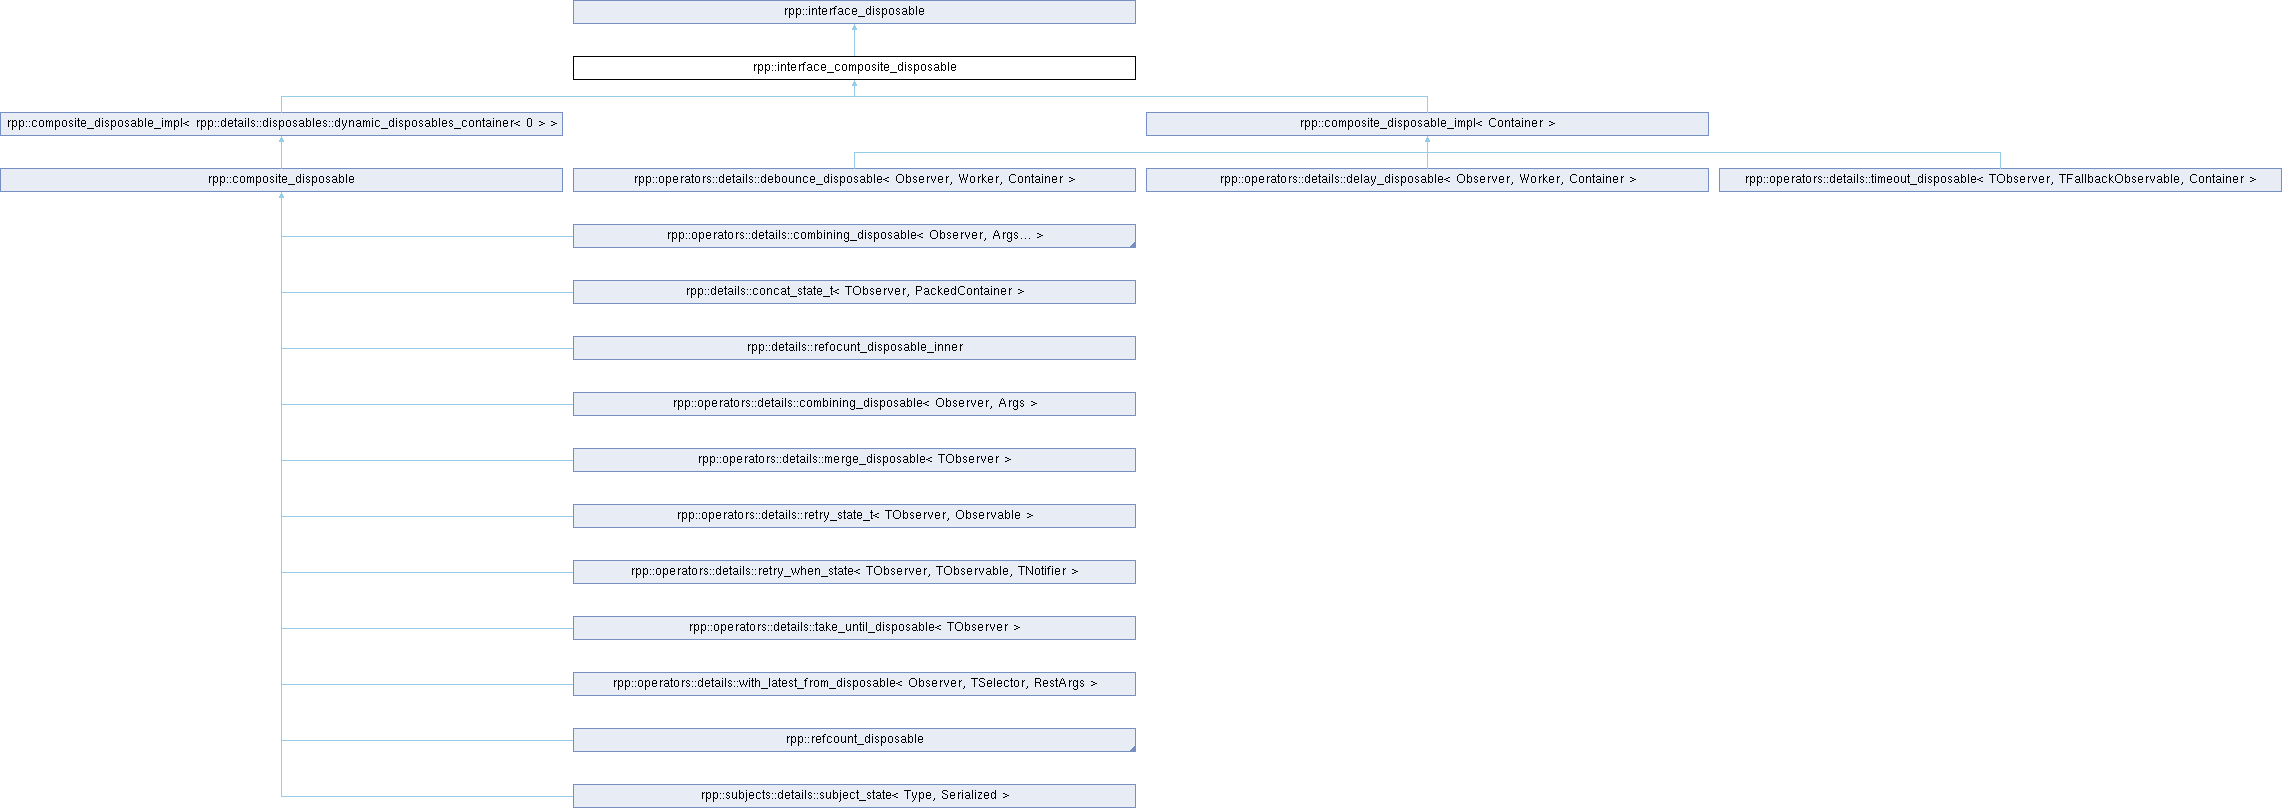 rpp::interface_disposable
rpp::interface_composite_disposable
rpp::composite_disposable_impl< rpp::details::disposables::dynamic_disposables_container< 0 > >
rpp::composite_disposable_impl< Container >
rpp::composite_disposable
rpp::operators::details::debounce_disposable< Observer, Worker, Container >
rpp::operators::details::delay_disposable< Observer, Worker, Container >
rpp::operators::details::timeout_disposable< TObserver, TFallbackObservable, Container >
rpp::operators::details::combining_disposable< Observer, Args... >
rpp::details::concat_state_t< TObserver, PackedContainer >
rpp::details::refocunt_disposable_inner
rpp::operators::details::combining_disposable< Observer, Args >
rpp::operators::details::merge_disposable< TObserver >
rpp::operators::details::retry_state_t< TObserver, Observable >
rpp::operators::details::retry_when_state< TObserver, TObservable, TNotifier >
rpp::operators::details::take_until_disposable< TObserver >
rpp::operators::details::with_latest_from_disposable< Observer, TSelector, RestArgs >
rpp::refcount_disposable
rpp::subjects::details::subject_state< Type, Serialized >